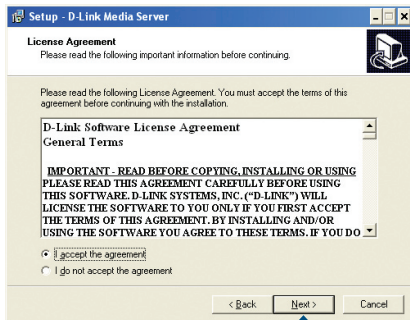 Setup - D-Link Media Server
License Agreement
Please read the following important information before continuing.
Please read the following License Agreement. You must accept the terms of this
agreement before continuing with the installation.
D-Link Software License Agreement
General Terms
IMPORTANT - READ BEFORE COPYING, INSTALLING OR USING
PLEASE READ THIS AGREEMENT CAREFULLY BEFORE USING
THIS SOFTWARE. D-LINK SYSTEMS, INC. ("D-LINK") WILL
LICENSE THE SOFTWARE TO YOU ONLY IF YOU FIRST ACCEPT
THE TERMS OF THIS AGREEMENT. BY INSTALLING AND/OR
USING THE SOFTWARE YOU AGREE TO THESE TERMS. IF YOU DO
I accept the agreement
I do not accept the agreement
< Back Next > Cancel